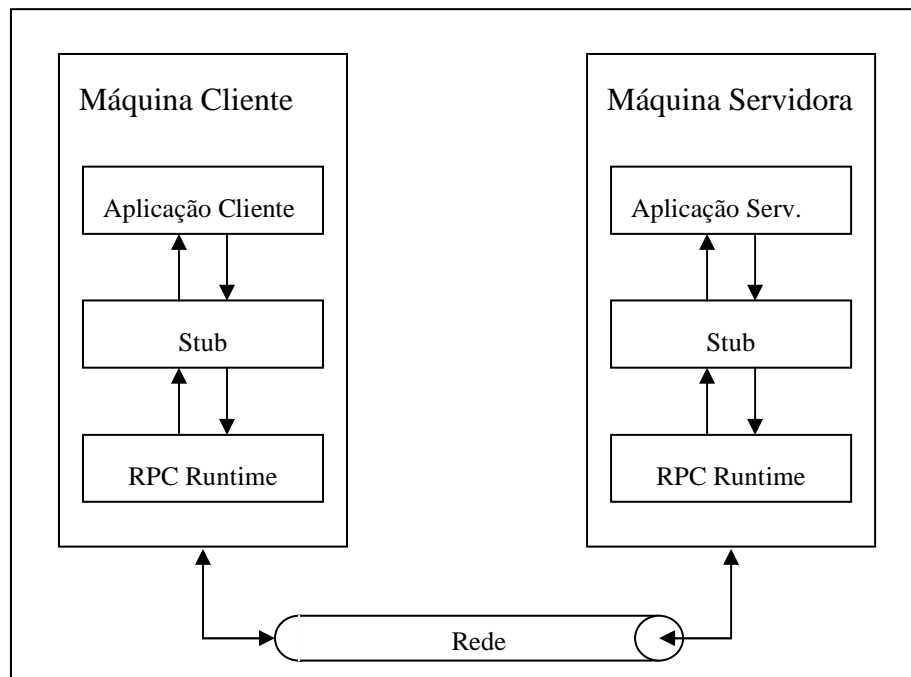 Máquina Cliente
Aplicação Cliente
Stub
RPC Runtime
Máquina Servidora
Aplicação Serv.
Stub
RPC Runtime
Rede